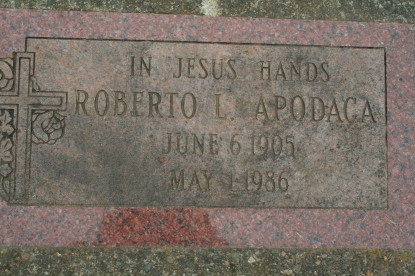 IN JESUS HANDS
ROBERTO L. APODACA
JUNE 6, 1905
MAY 1, 1986